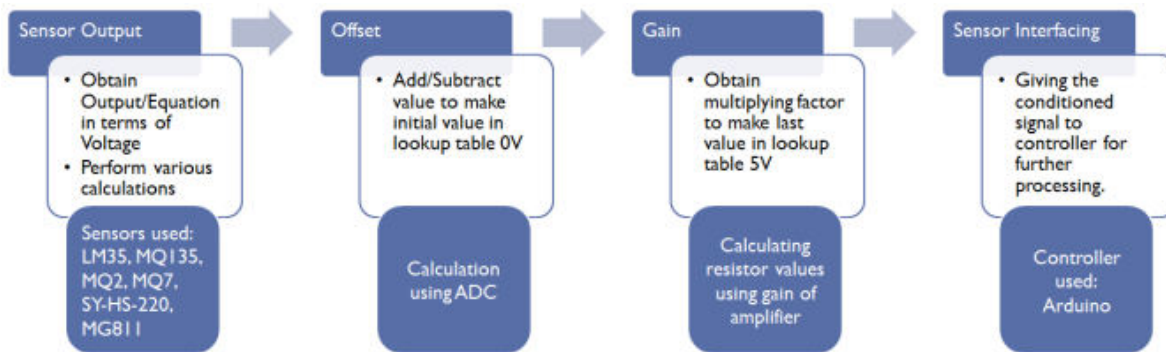 Sensor Output
• Obtain
Output/Equation
in terms of
Voltage
• Perform various
calculations
Sensors used:
LM35, MQ135,
MQ2, MQ7,
SY-HS-220,
MG811
Offset
• Add/Subtract
value to make
initial value in
lookup table 0V
Calculation
using ADC
Gain
• Obtain
multiplying factor
to make last
value in lookup
table 5V
Calculating
resistor values
using gain of
amplifier
Sensor Interfacing
• Giving the
conditioned
signal to
controller for
further
processing.
Controller
used:
Arduino